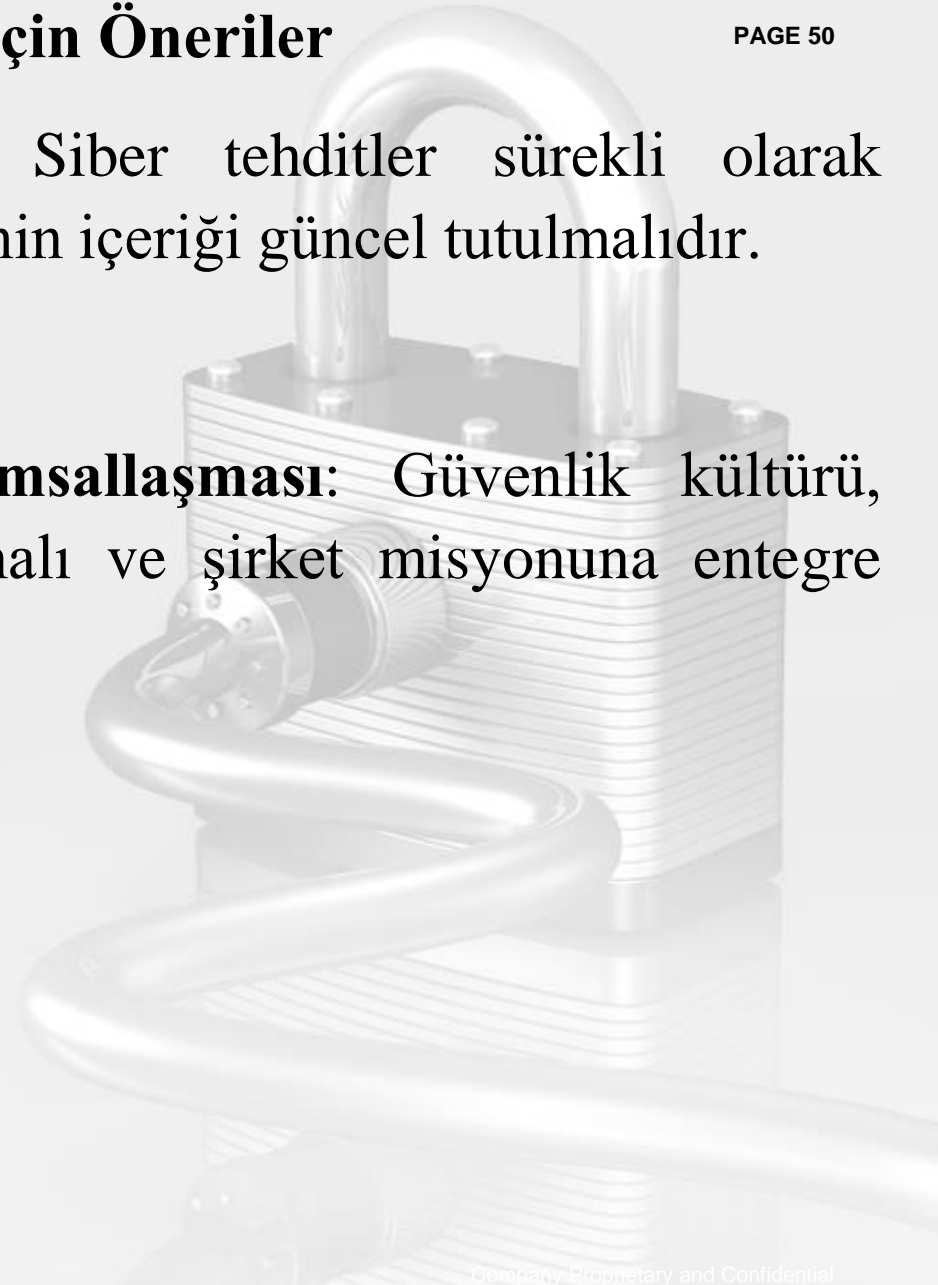 çin Öneriler
PAGE 50
Siber tehditler sürekli olarak
nin içeriği güncel tutulmalıdır.
msallaşması: Güvenlik kültürü,
malı ve şirket misyonuna entegre
Company Proprietary and Confidential